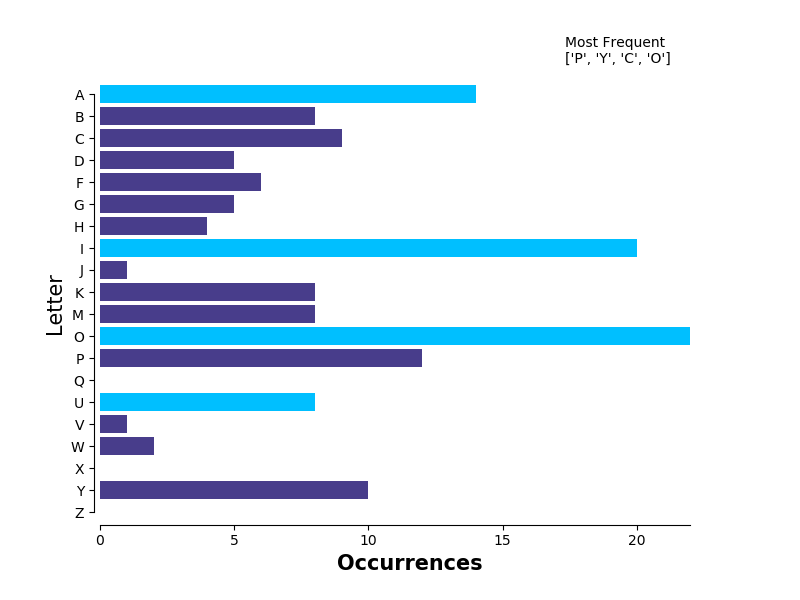 Most Frequent
['P', 'Y', 'C', 'O']
A
B
C
D
F
G
H
I
J
K
M
O
P
Q
U
V
W
X
Y
Z
Letter
0 5 10 15 20
Occurrences